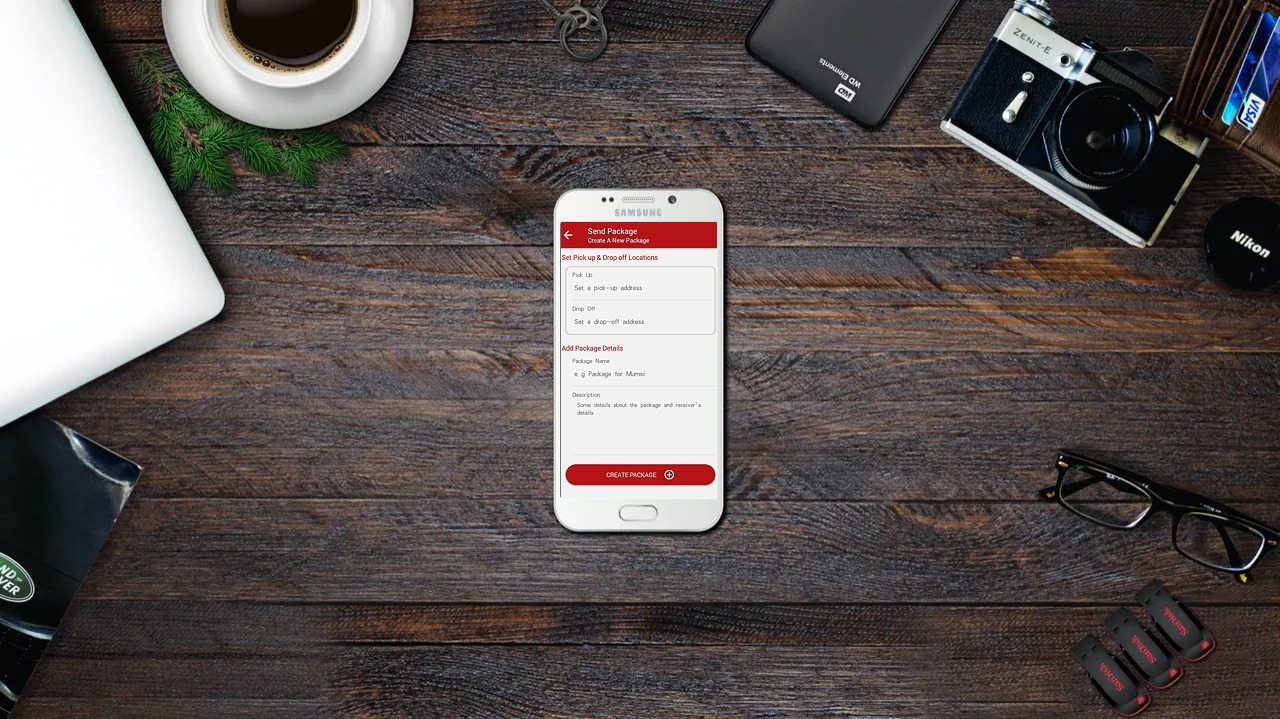 WD Elements
WD
ZENIT-E
VISA
Nikon
SAMSUNG
Send Package
Create A New Package
Set Pick up & Drop off Locations
Pick Up
Set a pick-up address
Drop Off
Set a drop-off address
Add Package Details
Package Name
e.g Package for Mumsi
Description
Some details about the package and receiver's
details
CREATE PACKAGE
ND
VER
SanDisk
SanDisk
SanDisk